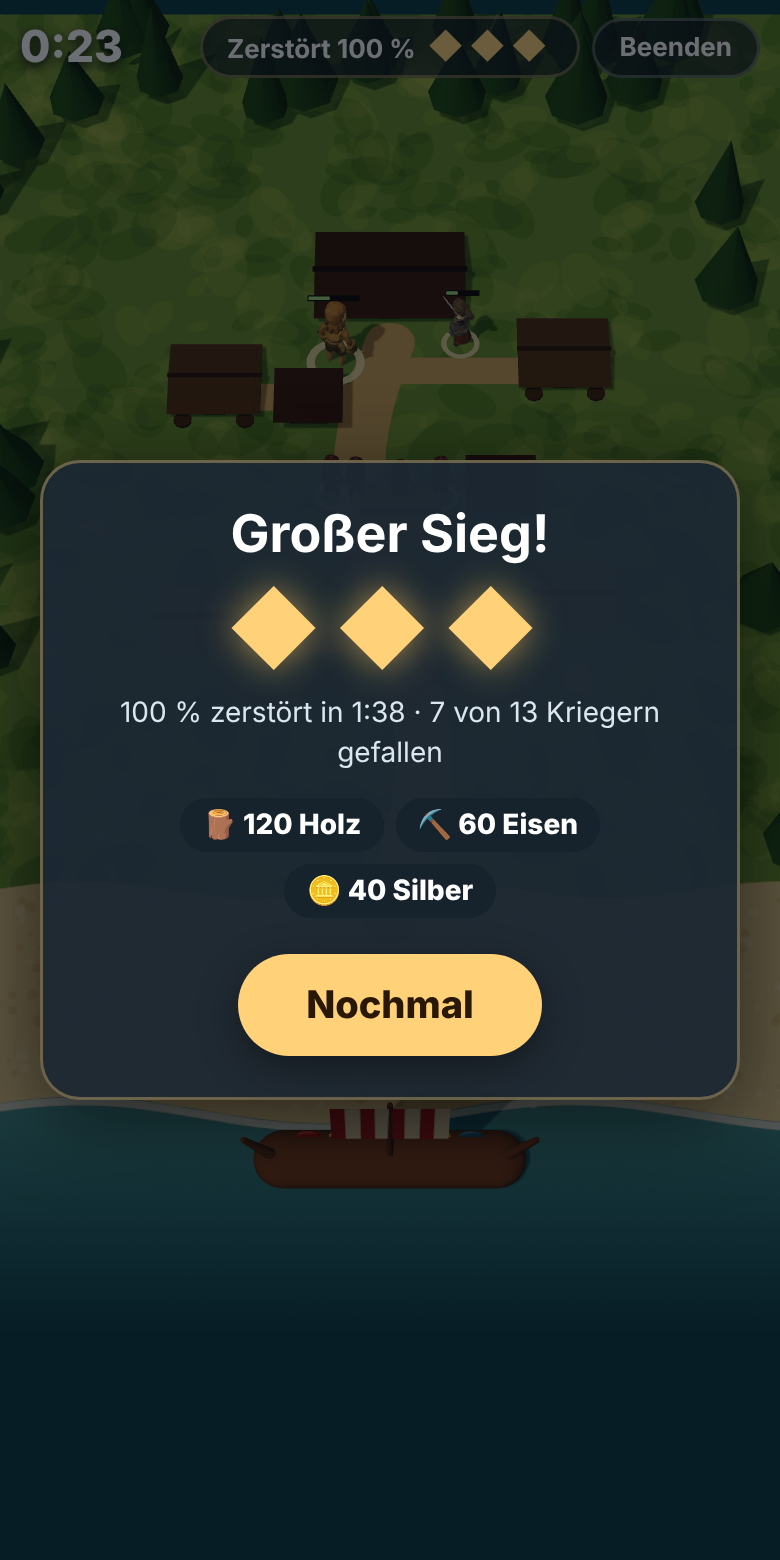 0:23
Zerstört 100 %
Beenden
Großer Sieg!
100 % zerstört in 1:38 · 7 von 13 Kriegern
gefallen
120 Holz
60 Eisen
40 Silber
Nochmal